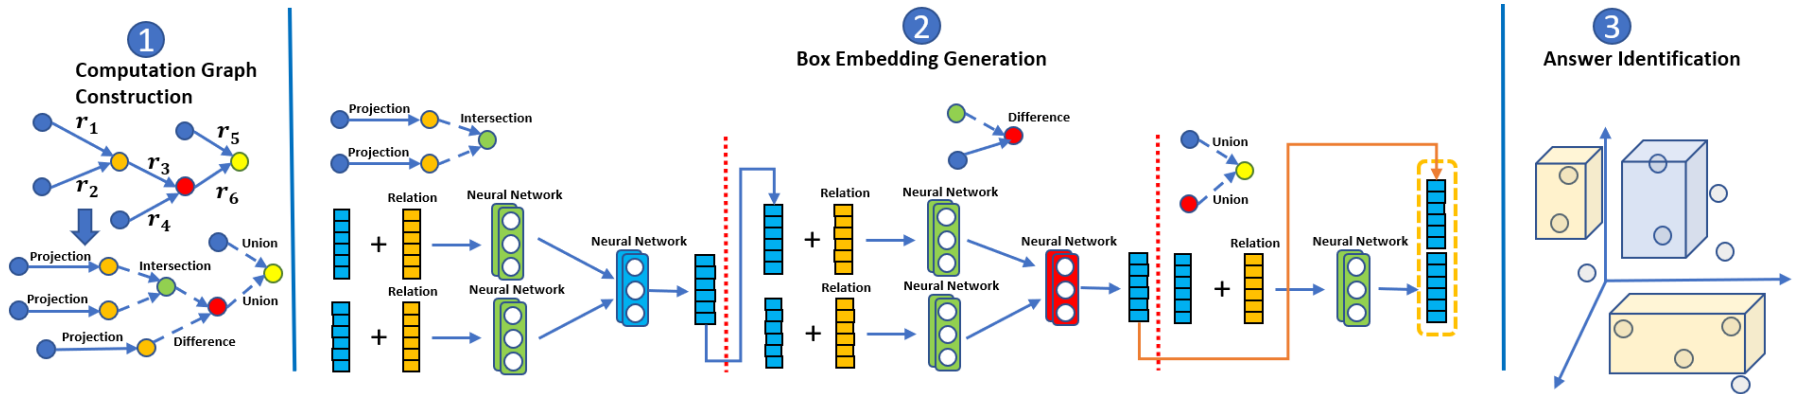 1
Computation Graph
Construction
r1
r2
r3
r4
r5
r6
Projection
Projection
Projection
Intersection
Difference
Union
Union
2
Box Embedding Generation
Projection
Projection
Intersection
Relation
Neural Network
+
Neural Network
Relation
Neural Network
+
Difference
Relation
Neural Network
+
Neural Network
Relation
Neural Network
+
Union
Union
Relation
Neural Network
+
3
Answer Identification